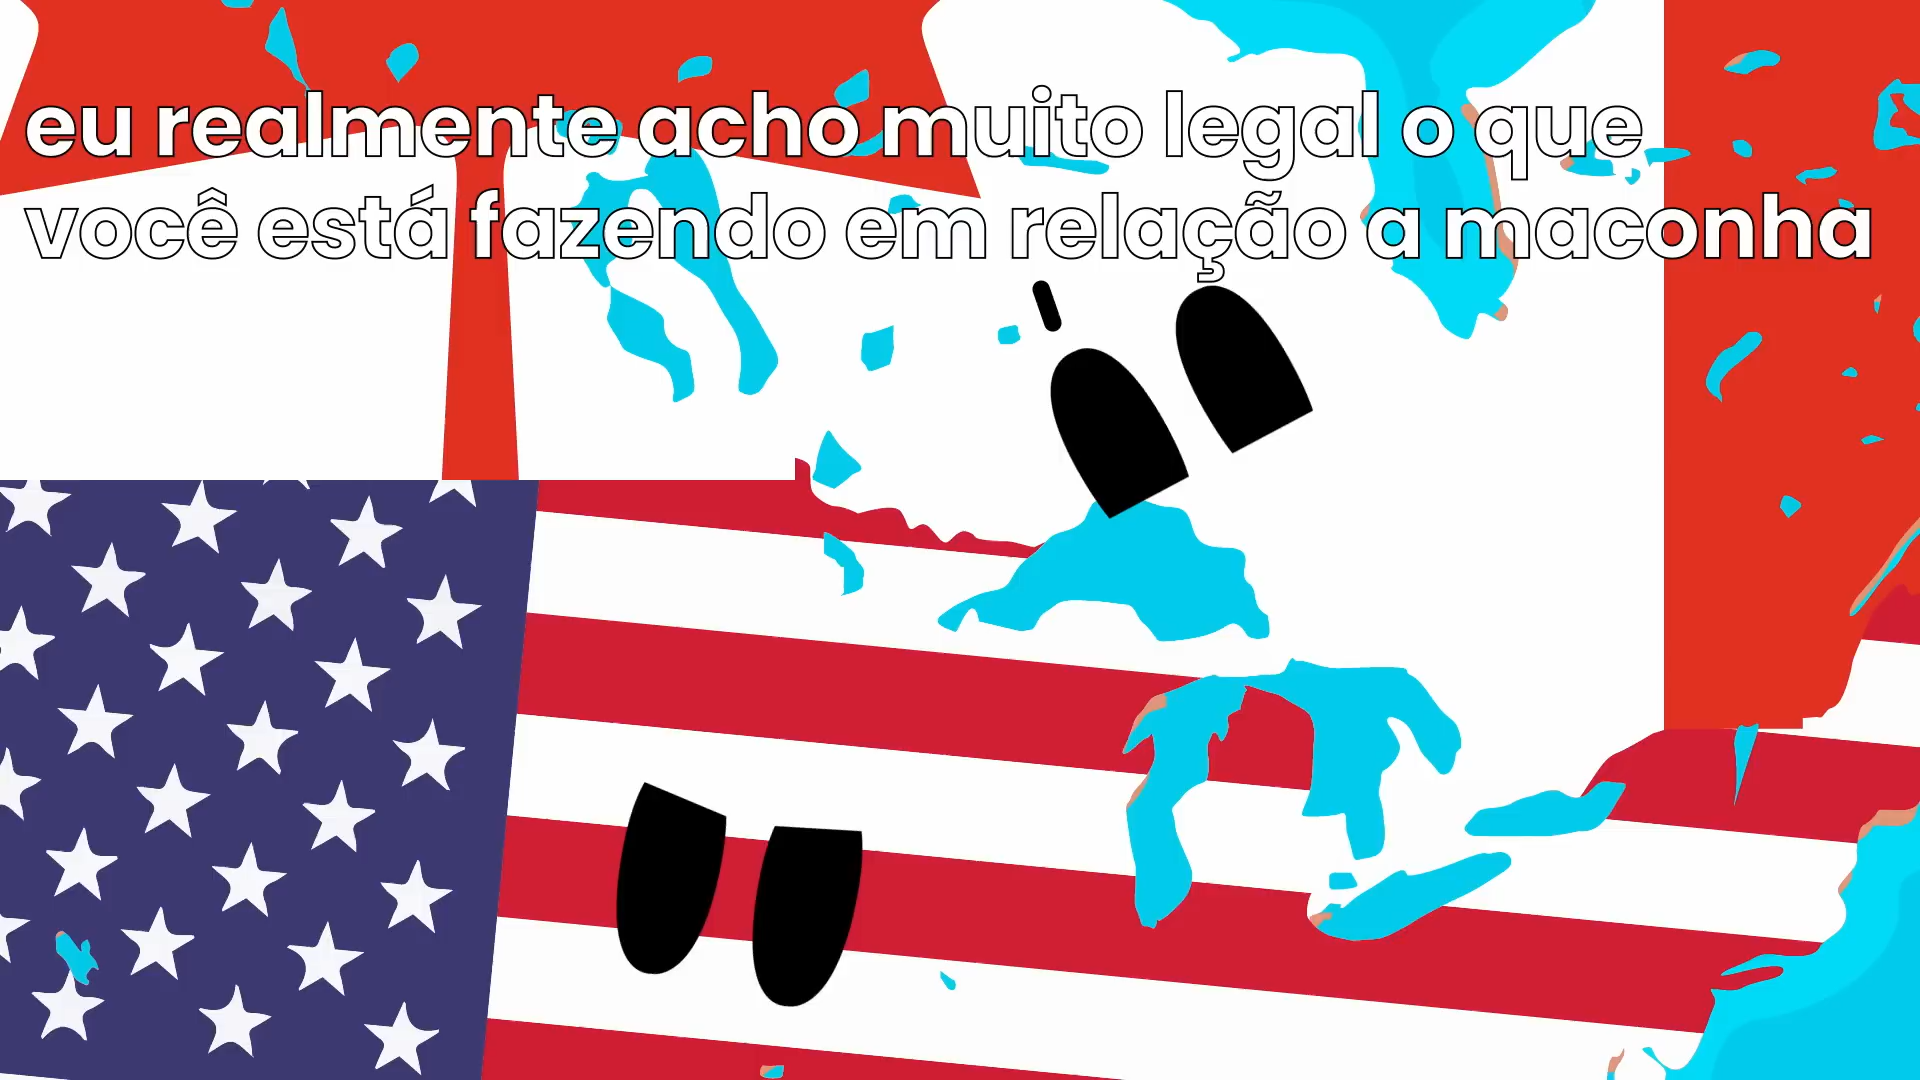 eu realmente acho muito legal o que
você está fazendo em relação a maconha